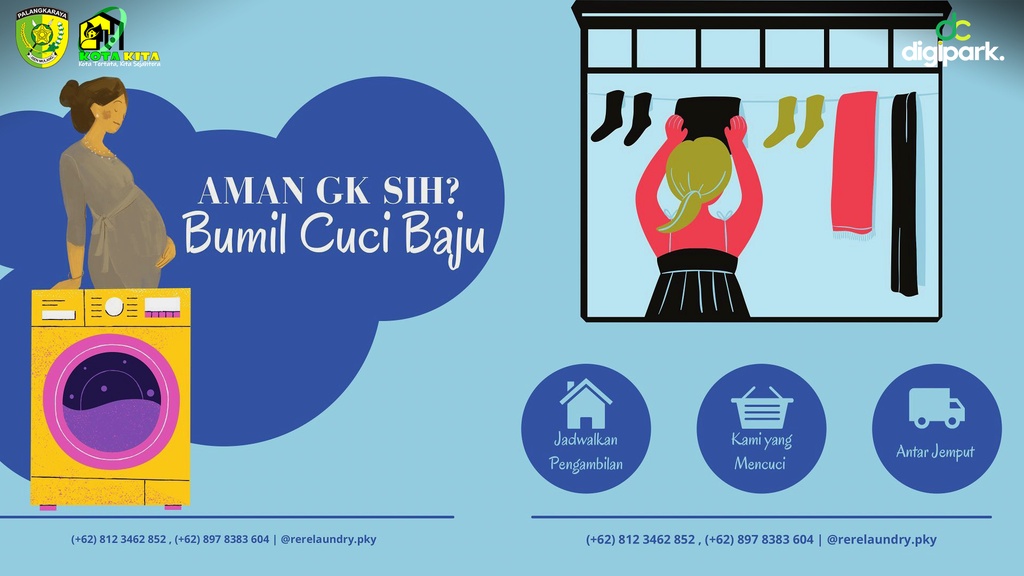 PALANGKARAYA
KOTA KITA
Kota Tertata, Kita Sejahtera
dc
digipark.
AMAN GK SIH?
Bumil Cuci Baju
Jadwalkan
Pengambilan
Kami yang
Mencuci
Antar Jemput
(+62) 812 3462 852 , (+62) 897 8383 604 | @rerelaundry.pky
(+62) 812 3462 852 , (+62) 897 8383 604 | @rerelaundry.pky